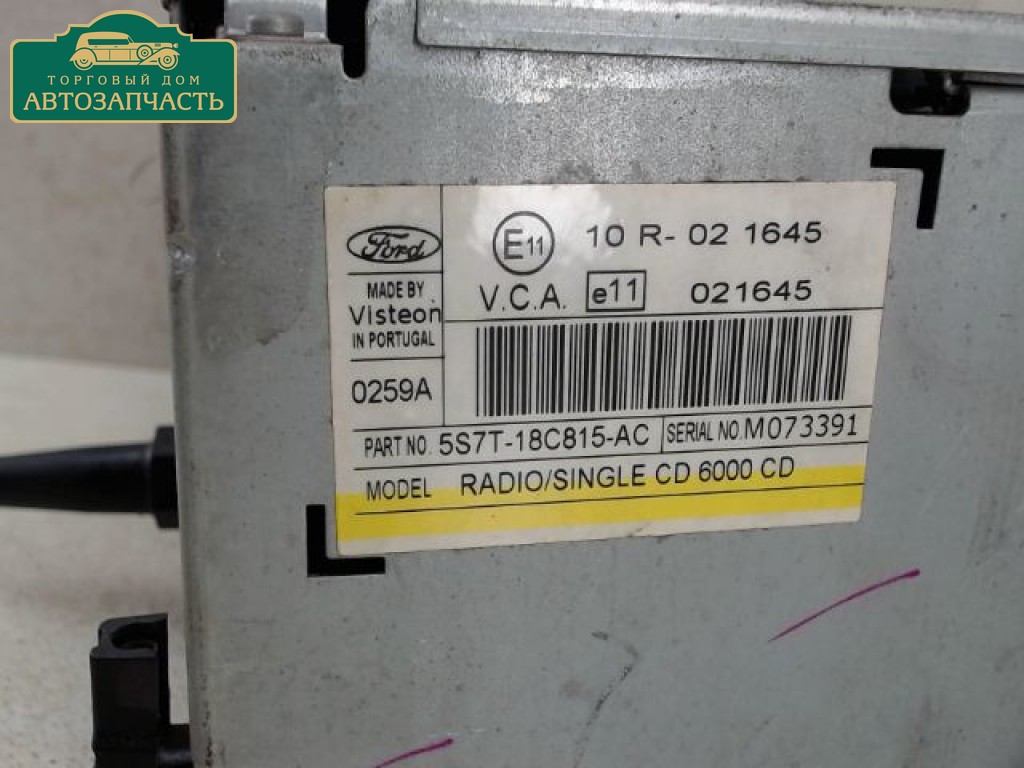 ТОРГОВЫЙ ДОМ
АВТОЗАПЧАСТЬ
Ford
E11 10 R- 02 1645
MADE BY
Visteon
IN PORTUGAL
V.C.A. e11 021645
0259A
PART NO. 5S7T-18C815-AC SERIAL NO. M073391
MODEL RADIO/SINGLE CD 6000 CD